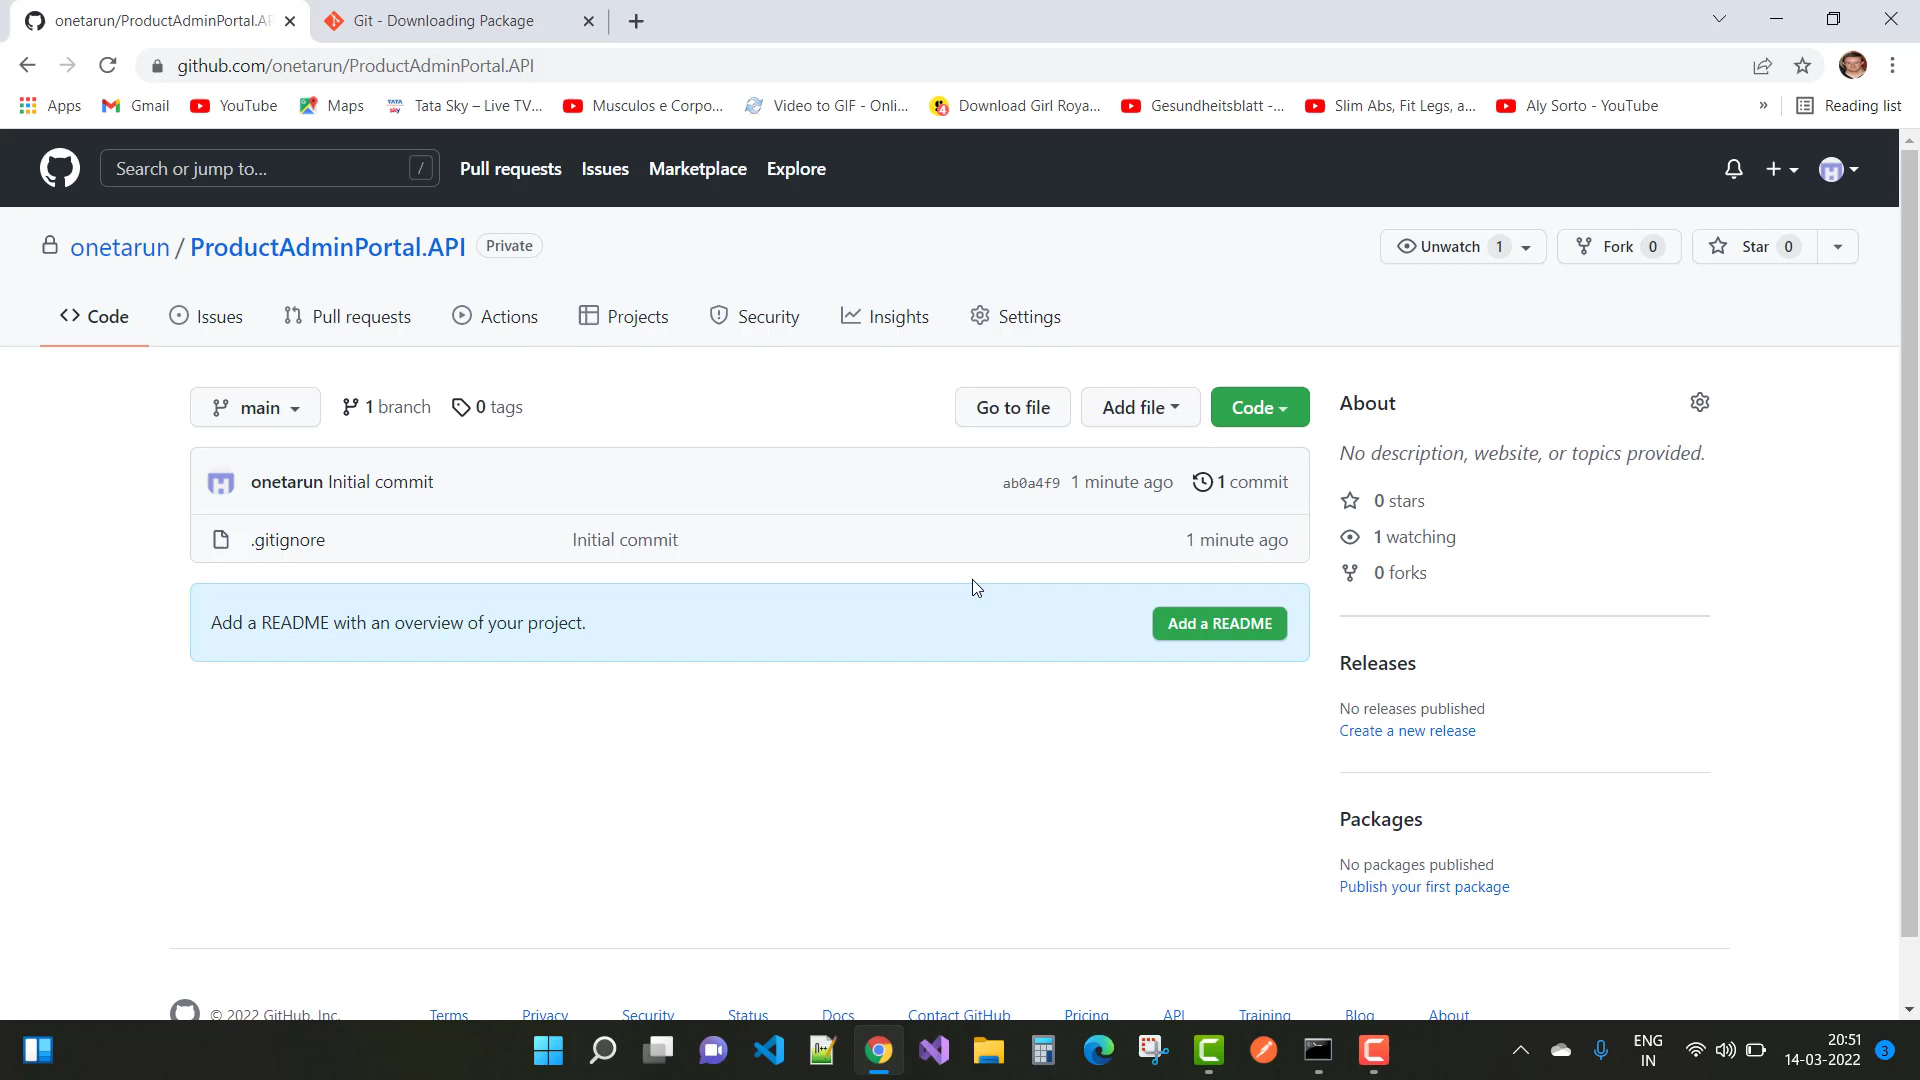 onetarun/ProductAdminPortal.AP
Git - Downloading Package
github.com/onetarun/ProductAdminPortal.API
Apps
Gmail
YouTube
Maps
Tata Sky – Live TV...
Musculos e Corpo...
Video to GIF - Onli...
Download Girl Roya...
Gesundheitsblatt -...
Slim Abs, Fit Legs, a...
Aly Sorto - YouTube
»
Reading list
Search or jump to...
/
Pull requests
Issues
Marketplace
Explore
onetarun / ProductAdminPortal.API
Private
Unwatch 1
Fork 0
Star 0
Code
Issues
Pull requests
Actions
Projects
Security
Insights
Settings
main
1 branch
0 tags
Go to file
Add file
Code
onetarun Initial commit
ab0a4f9 1 minute ago
1 commit
.gitignore
Initial commit
1 minute ago
Add a README with an overview of your project.
Add a README
About
No description, website, or topics provided.
0 stars
1 watching
0 forks
Releases
No releases published
Create a new release
Packages
No packages published
Publish your first package
© 2022 GitHub, Inc.
Terms
Privacy
Security
Status
Docs
Contact GitHub
Pricing
API
Training
Blog
About
ENG
IN
20:51
14-03-2022
3